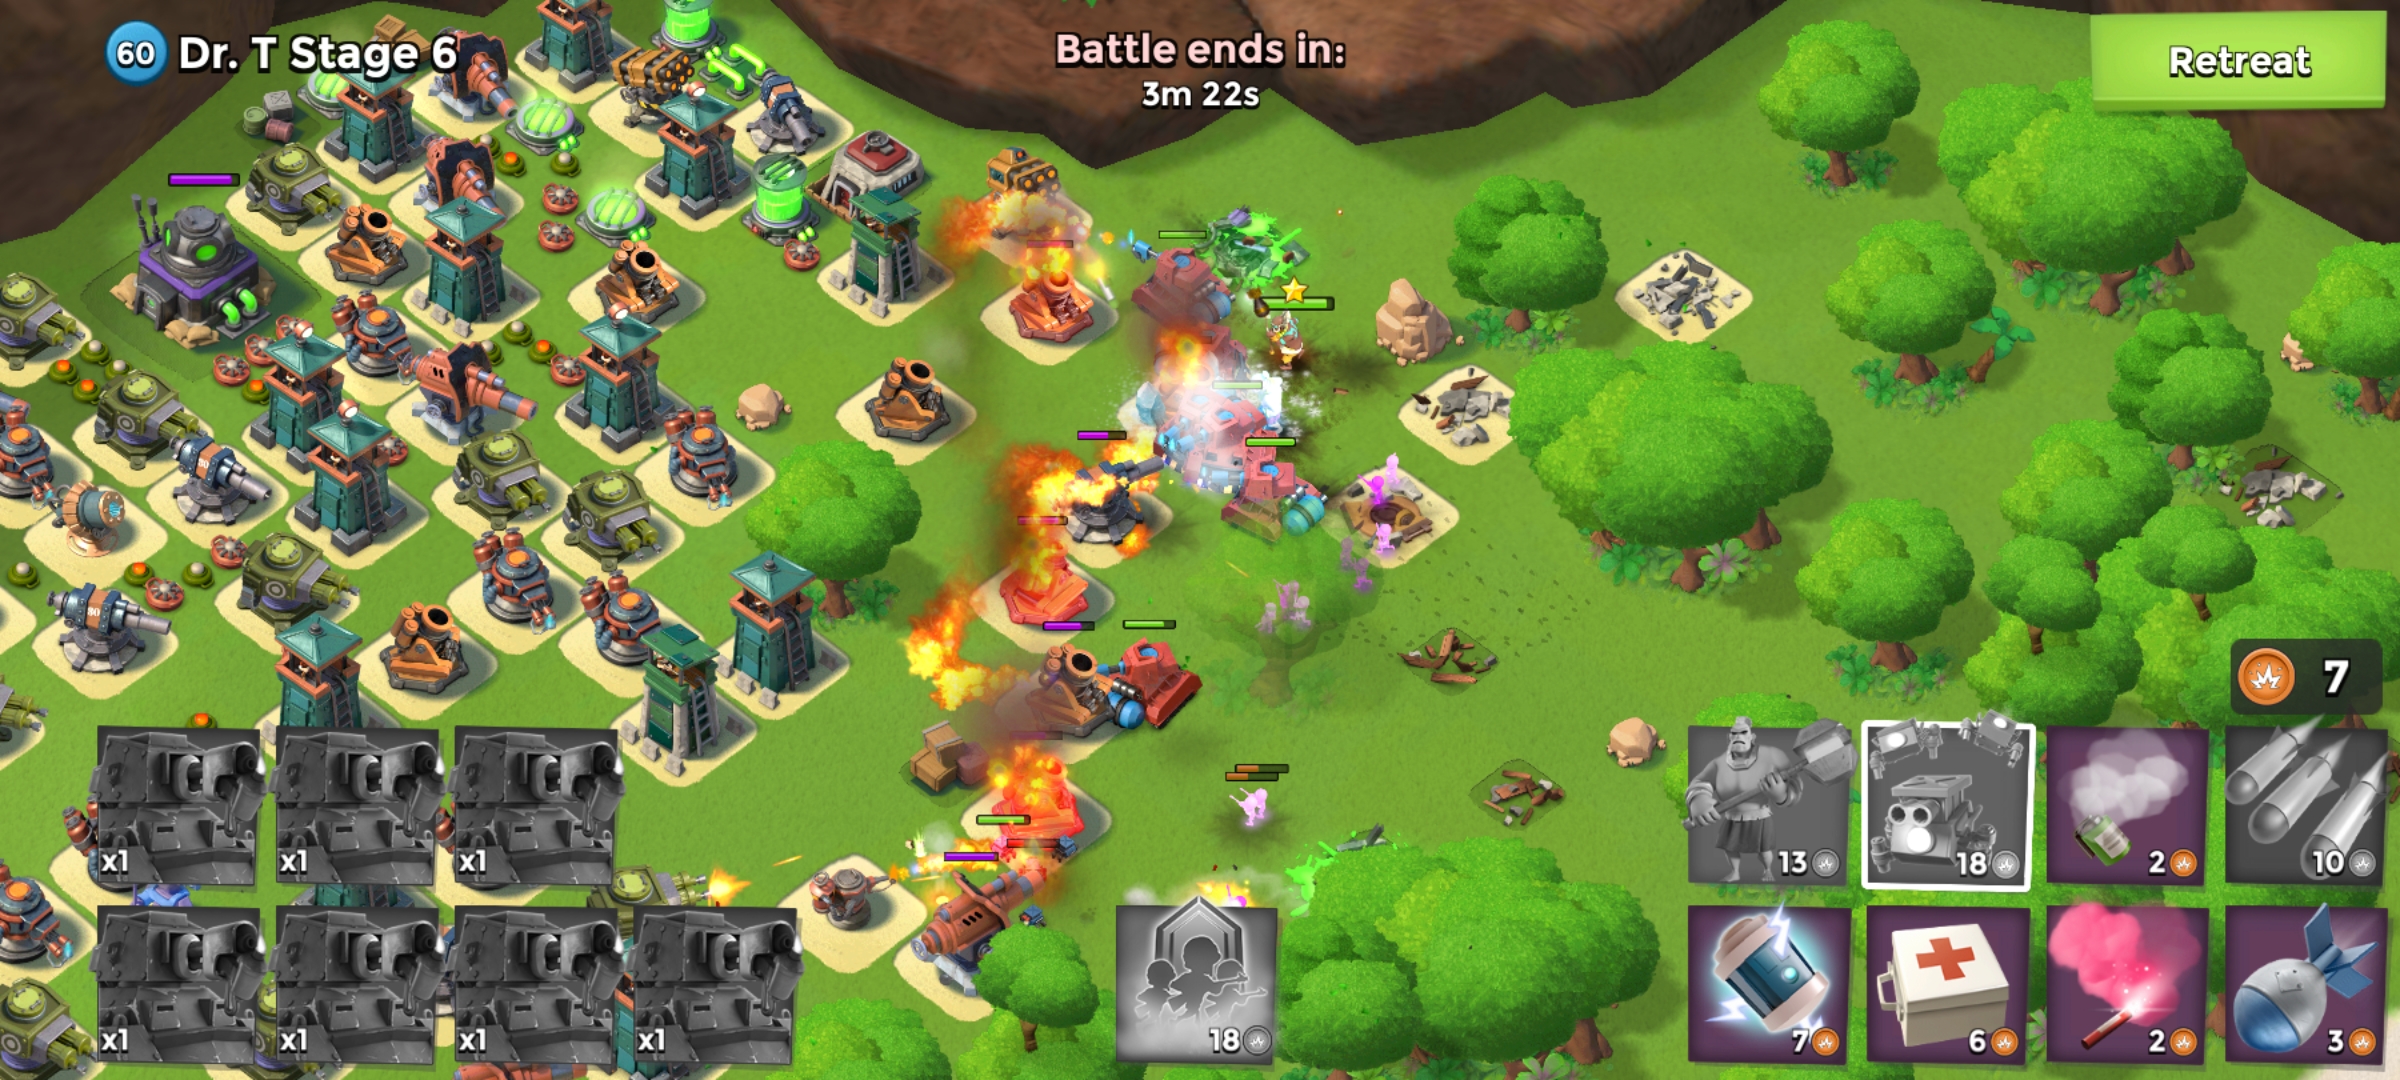 60 Dr. T Stage 6
Battle ends in:
3m 22s
Retreat
7
x1
x1
x1
13
18
2
10
x1
x1
x1
x1
18
7
6
2
3